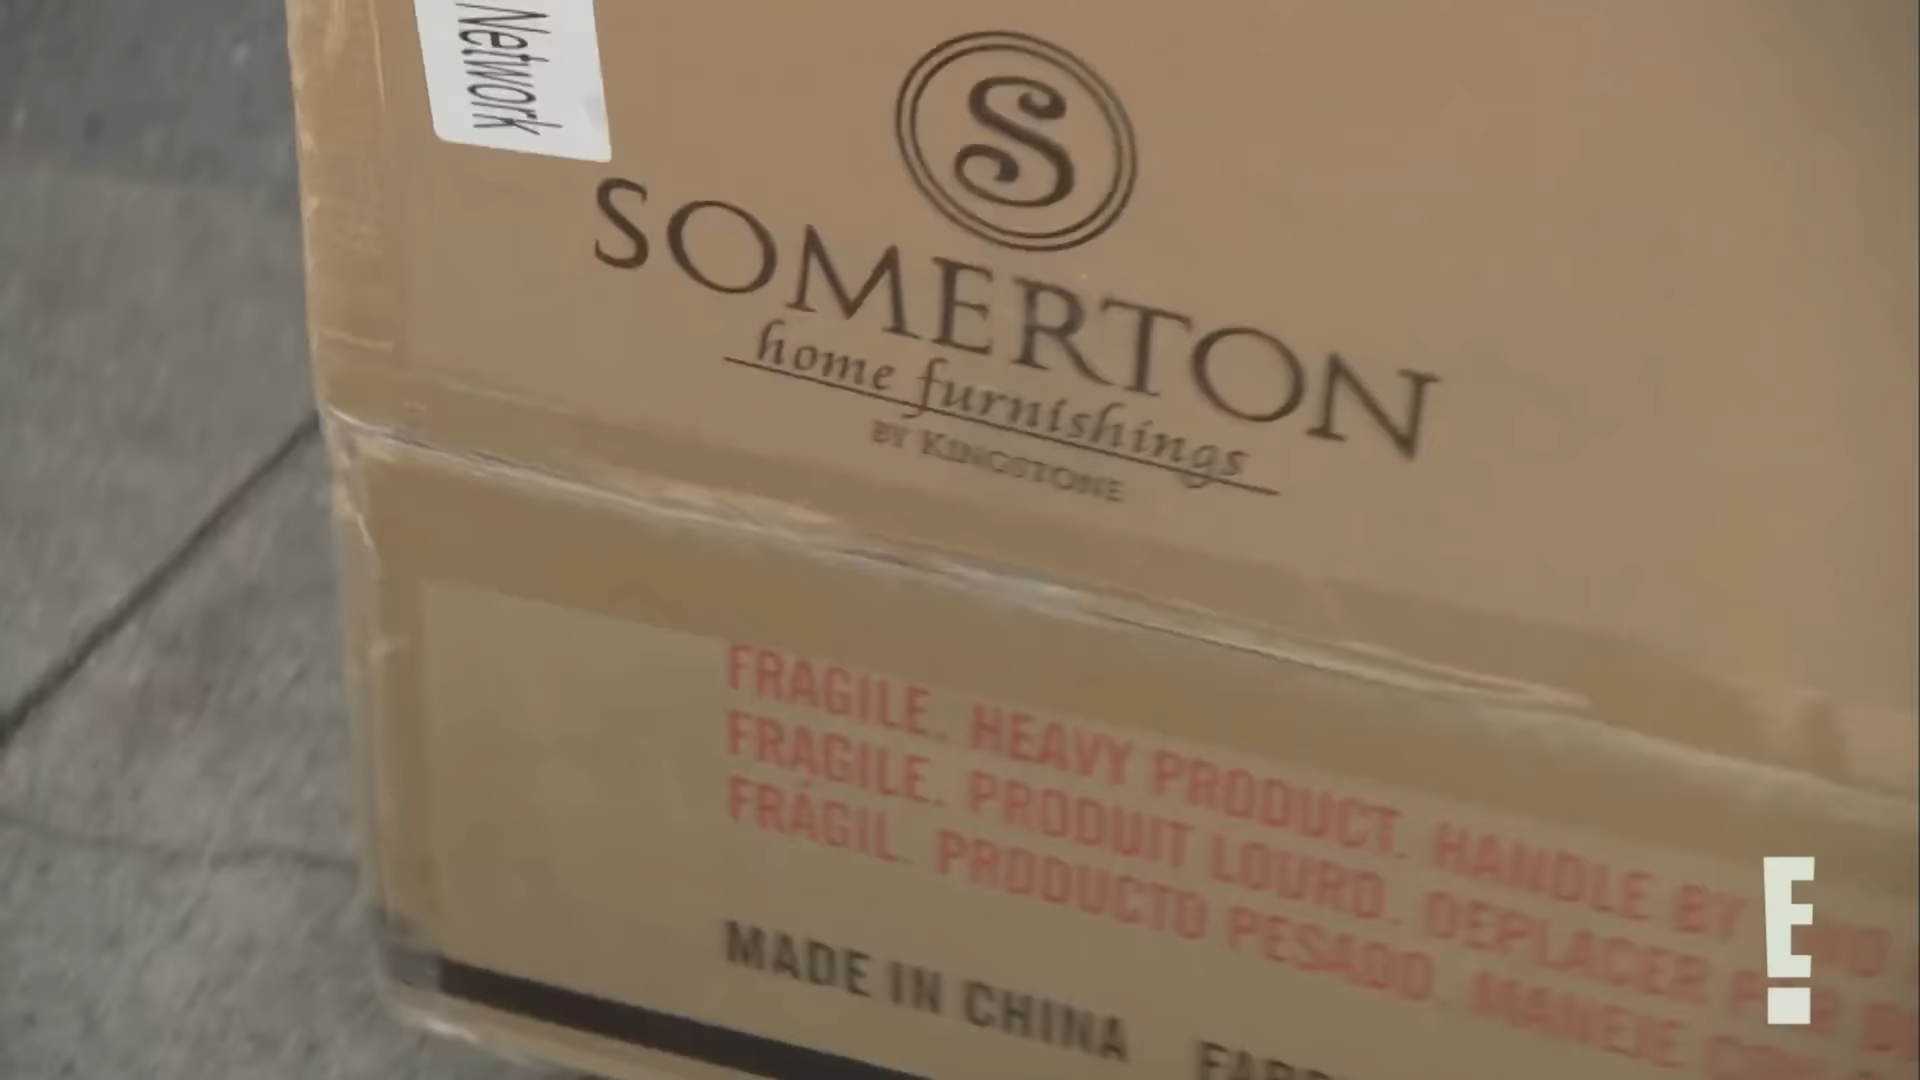 Network
S
SOMERTON
home furnishings
BY KINGSTONE
FRAGILE. HEAVY PRODUCT. HANDLE BY
FRAGILE. PRODUIT LOURD. DEPLACER
FRÁGIL. PRODUCTO PESADO. MANEJE
MADE IN CHINA
E!